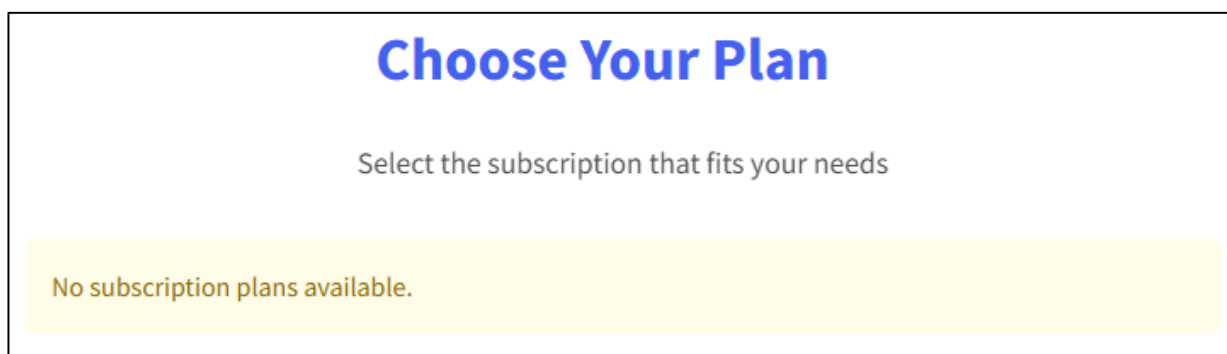 Choose Your Plan
Select the subscription that fits your needs
No subscription plans available.